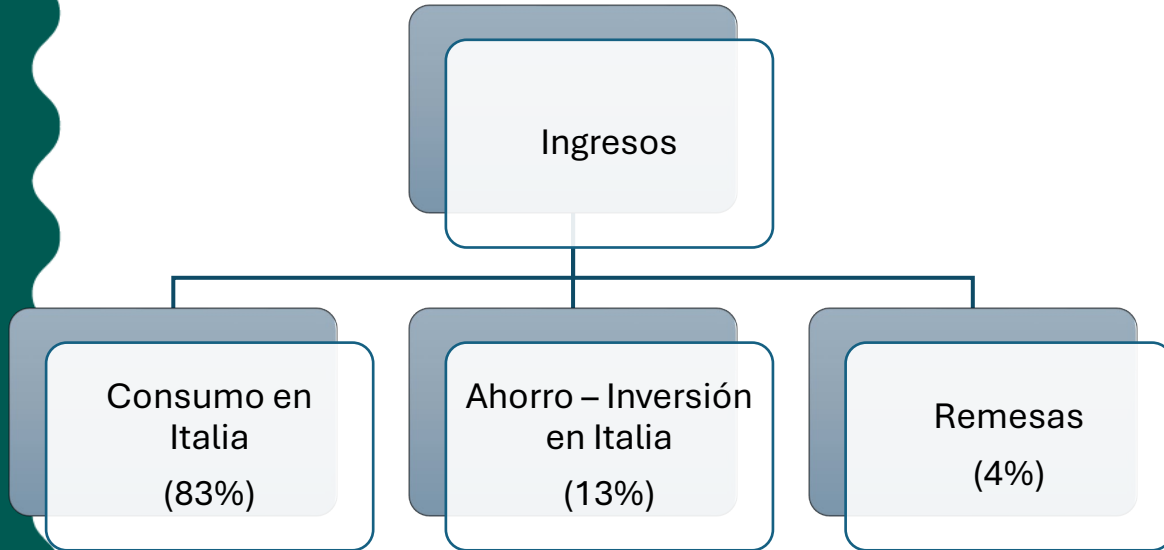 Ingresos
Consumo en
Italia
(83%)
Ahorro – Inversión
en Italia
(13%)
Remesas
(4%)